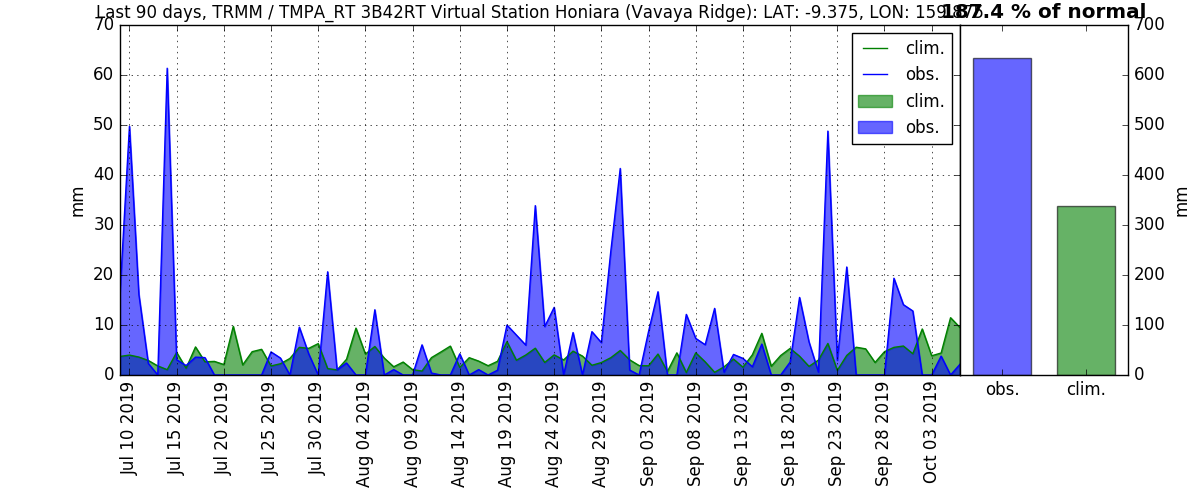 Last 90 days, TRMM / TMPA_RT 3B42RT Virtual Station Honiara (Vavaya Ridge): LAT: -9.375, LON:
187.4 % of normal
70
60
50
40
30
20
10
0
mm
clim.
obs.
clim.
obs.
Jul 10 2019
Jul 15 2019
Jul 20 2019
Jul 25 2019
Jul 30 2019
Aug 04 2019
Aug 09 2019
Aug 14 2019
Aug 19 2019
Aug 24 2019
Aug 29 2019
Sep 03 2019
Sep 08 2019
Sep 13 2019
Sep 18 2019
Sep 23 2019
Sep 28 2019
Oct 03 2019
700
600
500
400
300
200
100
0
mm
obs.
clim.